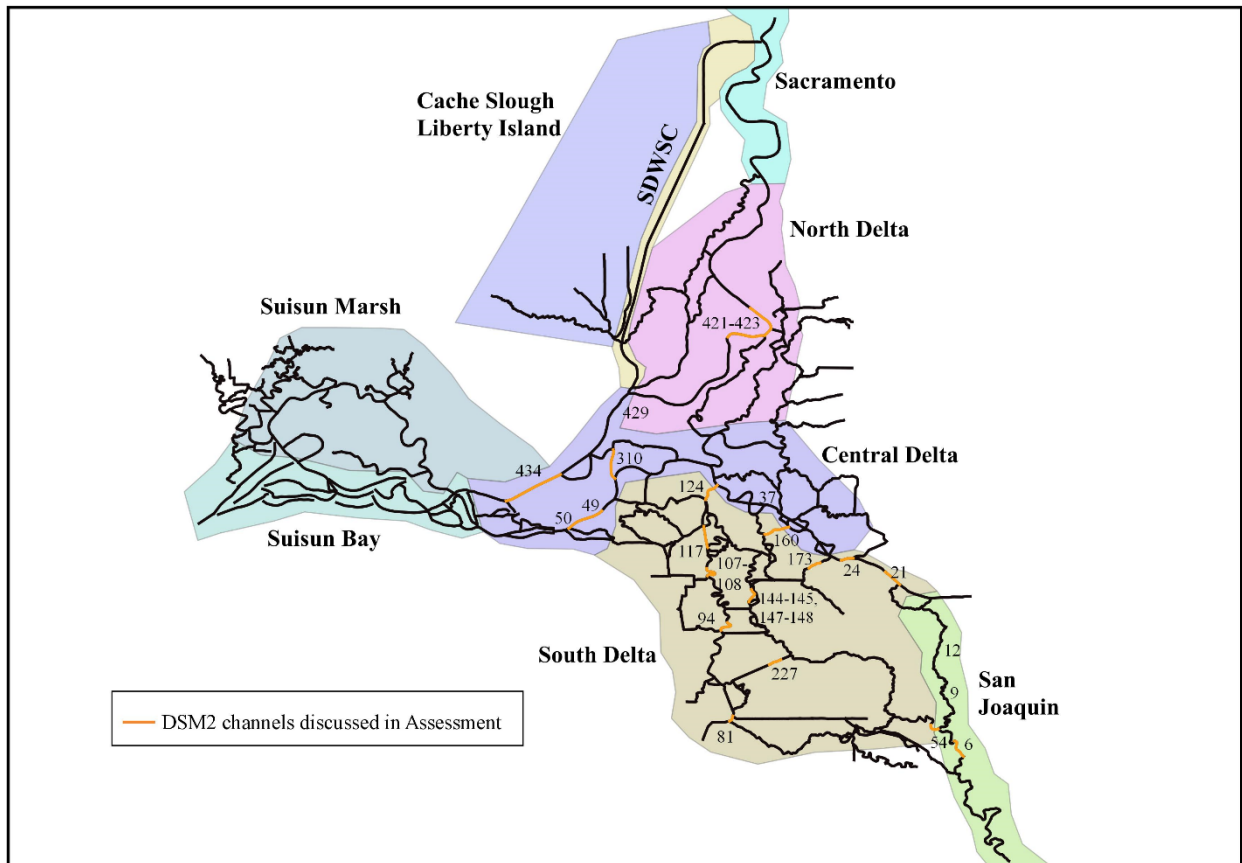 Sacramento
Cache Slough
Liberty Island
SDWSC
North Delta
421-423
Suisun Marsh
429
Central Delta
434
310
124
37
49
50
160
Suisun Bay
117
107-
108
173
24
21
144-145,
147-148
94
South Delta
12
227
San
Joaquin
9
DSM2 channels discussed in Assessment
81
54
6